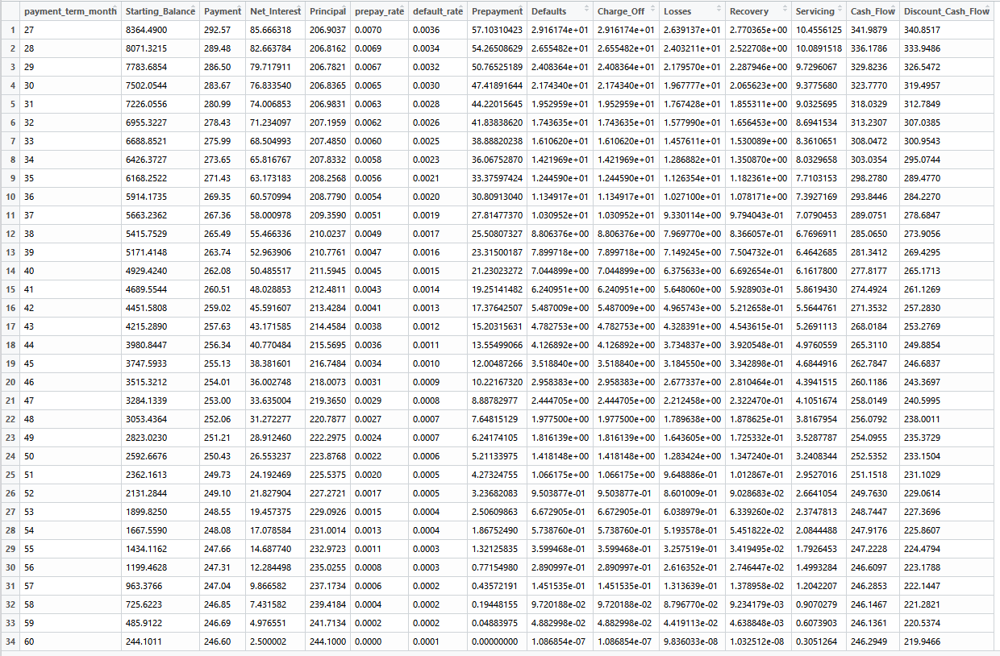 payment_term_month Starting_Balance Payment Net_Interest Principal prepay_rate default_rate Prepayment Defaults Charge_Off Losses Recovery Servicing Cash_Flow Discount_Cash_Flow
1 27 8364.4900 292.57 85.666318 206.9037 0.0070 0.0036 57.10310423 2.916174e+01 2.916174e+01 2.639137e+01 2.770365e+00 10.4556125 341.9879 340.8517
2 28 8071.3215 289.48 82.663784 206.8162 0.0069 0.0034 54.26508629 2.655482e+01 2.655482e+01 2.403211e+01 2.522708e+00 10.0891518 336.1786 333.9486
3 29 7783.6854 286.50 79.717911 206.7821 0.0067 0.0032 50.76525189 2.408364e+01 2.408364e+01 2.179570e+01 2.287946e+00 9.7296067 329.8236 326.5472
4 30 7502.0544 283.67 76.833540 206.8365 0.0065 0.0030 47.41891644 2.174340e+01 2.174340e+01 1.967777e+01 2.065623e+00 9.3775680 323.7770 319.4957
5 31 7226.0556 280.99 74.006853 206.9831 0.0063 0.0028 44.22015645 1.952959e+01 1.952959e+01 1.767428e+01 1.855311e+00 9.0325695 318.0329 312.7849
6 32 6955.3227 278.43 71.234097 207.1959 0.0062 0.0026 41.83838620 1.743635e+01 1.743635e+01 1.577990e+01 1.656453e+00 8.6941534 313.2307 307.0385
7 33 6688.8521 275.99 68.504993 207.4850 0.0060 0.0025 38.88820238 1.610620e+01 1.610620e+01 1.457611e+01 1.530089e+00 8.3610651 308.0472 300.9543
8 34 6426.3727 273.65 65.816767 207.8332 0.0058 0.0023 36.06752870 1.421969e+01 1.421969e+01 1.286882e+01 1.350870e+00 8.0329658 303.0354 295.0744
9 35 6168.2522 271.43 63.173183 208.2568 0.0056 0.0021 33.37597424 1.244590e+01 1.244590e+01 1.126354e+01 1.182361e+00 7.7103153 298.2780 289.4770
10 36 5914.1735 269.35 60.570994 208.7790 0.0054 0.0020 30.80913040 1.134917e+01 1.134917e+01 1.027100e+01 1.078171e+00 7.3927169 293.8446 284.2270
11 37 5663.2362 267.36 58.000978 209.3590 0.0051 0.0019 27.81477370 1.030952e+01 1.030952e+01 9.330114e+00 9.794043e-01 7.0790453 289.0751 278.6847
12 38 5415.7529 265.49 55.466336 210.0237 0.0049 0.0017 25.50807327 8.806376e+00 8.806376e+00 7.969770e+00 8.366057e-01 6.7696911 285.0650 273.9056
13 39 5171.4148 263.74 52.963906 210.7761 0.0047 0.0016 23.31500187 7.899718e+00 7.899718e+00 7.149245e+00 7.504732e-01 6.4642685 281.3412 269.4295
14 40 4929.4240 262.08 50.485517 211.5945 0.0045 0.0015 21.23023272 7.044899e+00 7.044899e+00 6.375633e+00 6.692654e-01 6.1617800 277.8177 265.1713
15 41 4689.5544 260.51 48.028853 212.4811 0.0043 0.0014 19.25141482 6.240951e+00 6.240951e+00 5.648060e+00 5.928903e-01 5.8619430 274.4924 261.1269
16 42 4451.5808 259.02 45.591607 213.4284 0.0041 0.0013 17.37642507 5.487009e+00 5.487009e+00 4.965743e+00 5.212658e-01 5.5644761 271.3532 257.2830
17 43 4215.2890 257.63 43.171585 214.4584 0.0038 0.0012 15.20315631 4.782753e+00 4.782753e+00 4.328391e+00 4.543615e-01 5.2691113 268.0184 253.2769
18 44 3980.8447 256.34 40.770484 215.5695 0.0036 0.0011 13.55499066 4.126892e+00 4.126892e+00 3.734837e+00 3.920548e-01 4.9760559 265.3110 249.8854
19 45 3747.5933 255.13 38.381601 216.7484 0.0034 0.0010 12.00487266 3.518840e+00 3.518840e+00 3.184550e+00 3.342898e-01 4.6844916 262.7847 246.6837
20 46 3515.3212 254.01 36.002748 218.0073 0.0031 0.0009 10.22167320 2.958383e+00 2.958383e+00 2.677337e+00 2.810464e-01 4.3941515 260.1186 243.3697
21 47 3284.1339 253.00 33.635004 219.3650 0.0029 0.0008 8.88782977 2.444705e+00 2.444705e+00 2.212458e+00 2.322470e-01 4.1051674 258.0149 240.5995
22 48 3053.4364 252.06 31.272277 220.7877 0.0027 0.0007 7.64815129 1.977500e+00 1.977500e+00 1.789638e+00 1.878625e-01 3.8167954 256.0792 238.0011
23 49 2823.0230 251.21 28.912460 222.2975 0.0024 0.0007 6.24174105 1.816139e+00 1.816139e+00 1.643605e+00 1.725332e-01 3.5287787 254.0955 235.3729
24 50 2592.6676 250.43 26.553237 223.8768 0.0022 0.0006 5.21133975 1.418148e+00 1.418148e+00 1.283424e+00 1.347240e-01 3.2408344 252.5352 233.1504
25 51 2362.1613 249.73 24.192469 225.5375 0.0020 0.0005 4.27324755 1.066175e+00 1.066175e+00 9.648886e-01 1.012867e-01 2.9527016 251.1518 231.1029
26 52 2131.2844 249.10 21.827904 227.2721 0.0017 0.0005 3.23682083 9.503877e-01 9.503877e-01 8.601009e-01 9.028683e-02 2.6641054 249.7630 229.0614
27 53 1899.8250 248.55 19.457375 229.0926 0.0015 0.0004 2.50609863 6.672905e-01 6.672905e-01 6.038979e-01 6.339260e-02 2.3747813 248.7447 227.3696
28 54 1667.5590 248.08 17.078584 231.0014 0.0013 0.0004 1.86752490 5.738760e-01 5.738760e-01 5.193578e-01 5.451822e-02 2.0844488 247.9176 225.8607
29 55 1434.1162 247.66 14.687740 232.9723 0.0011 0.0003 1.32125835 3.599468e-01 3.599468e-01 3.257519e-01 3.419495e-02 1.7926453 247.2228 224.4794
30 56 1199.4628 247.31 12.284498 235.0255 0.0008 0.0003 0.77154980 2.890997e-01 2.890997e-01 2.616352e-01 2.746447e-02 1.4993284 246.6097 223.1788
31 57 963.3766 247.04 9.866582 237.1734 0.0006 0.0002 0.43572191 1.451535e-01 1.451535e-01 1.313639e-01 1.378958e-02 1.2042207 246.2853 222.1447
32 58 725.6223 246.85 7.431582 239.4184 0.0004 0.0002 0.19448155 9.720188e-02 9.720188e-02 8.796770e-02 9.234179e-03 0.9070279 246.1467 221.2821
33 59 485.9122 246.69 4.976551 241.7134 0.0002 0.0002 0.04883975 4.882998e-02 4.882998e-02 4.419113e-02 4.638848e-03 0.6073903 246.1361 220.5374
34 60 244.1011 246.60 2.500002 244.1000 0.0000 0.0001 0.00000000 1.086854e-07 1.086854e-07 9.836033e-08 1.032512e-08 0.3051264 246.2949 219.9466